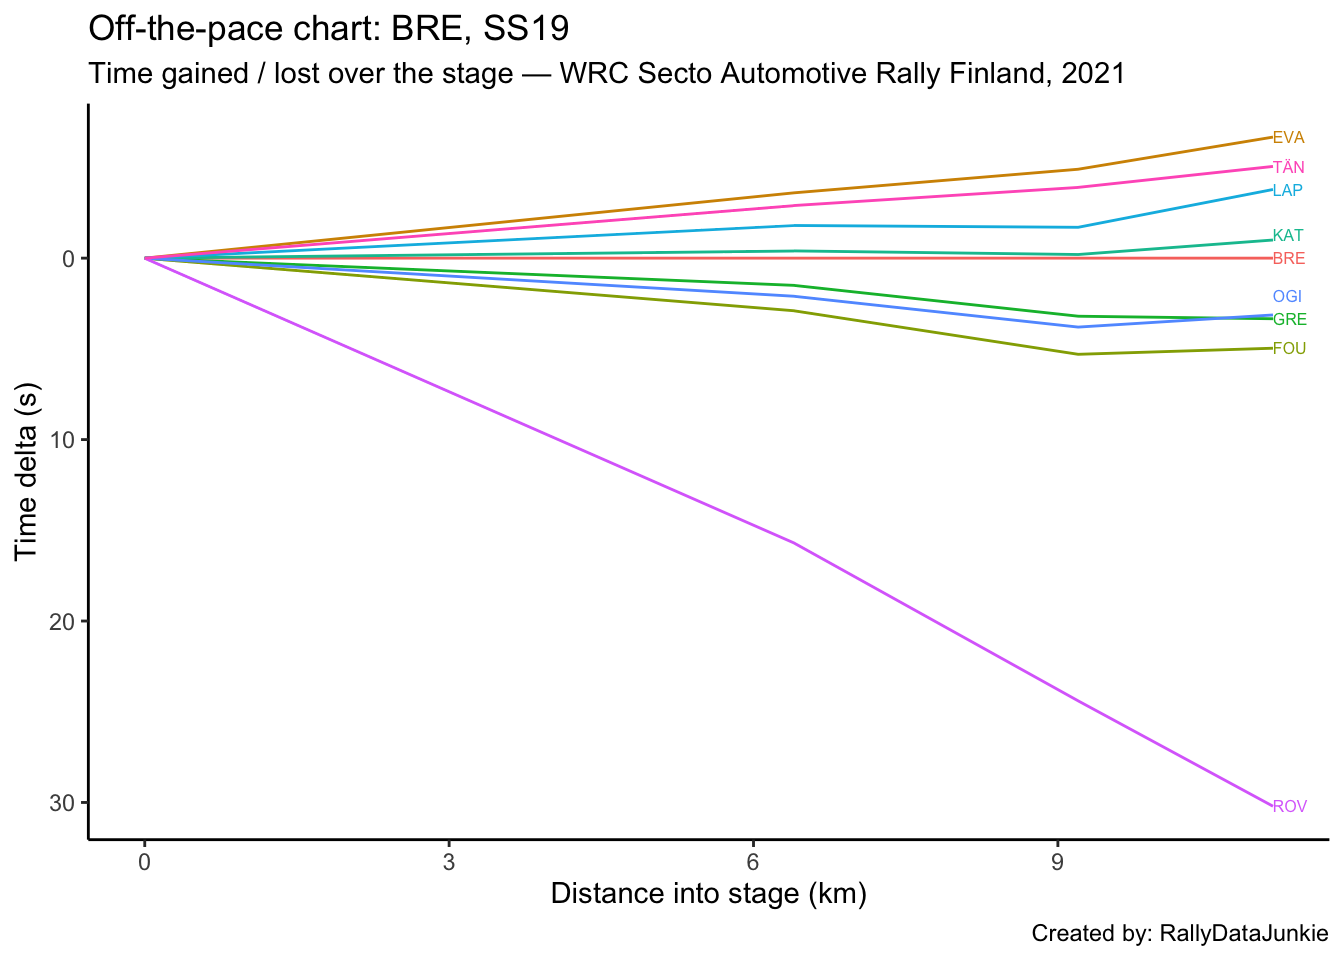 Off-the-pace chart: BRE, SS19
Time gained / lost over the stage — WRC Secto Automotive Rally Finland, 2021
EVA
TÄN
LAP
KAT
0
BRE
OGI
GRE
FOU
Time delta (s)
10
20
30
ROV
0 3 6 9
Distance into stage (km)
Created by: RallyDataJunkie